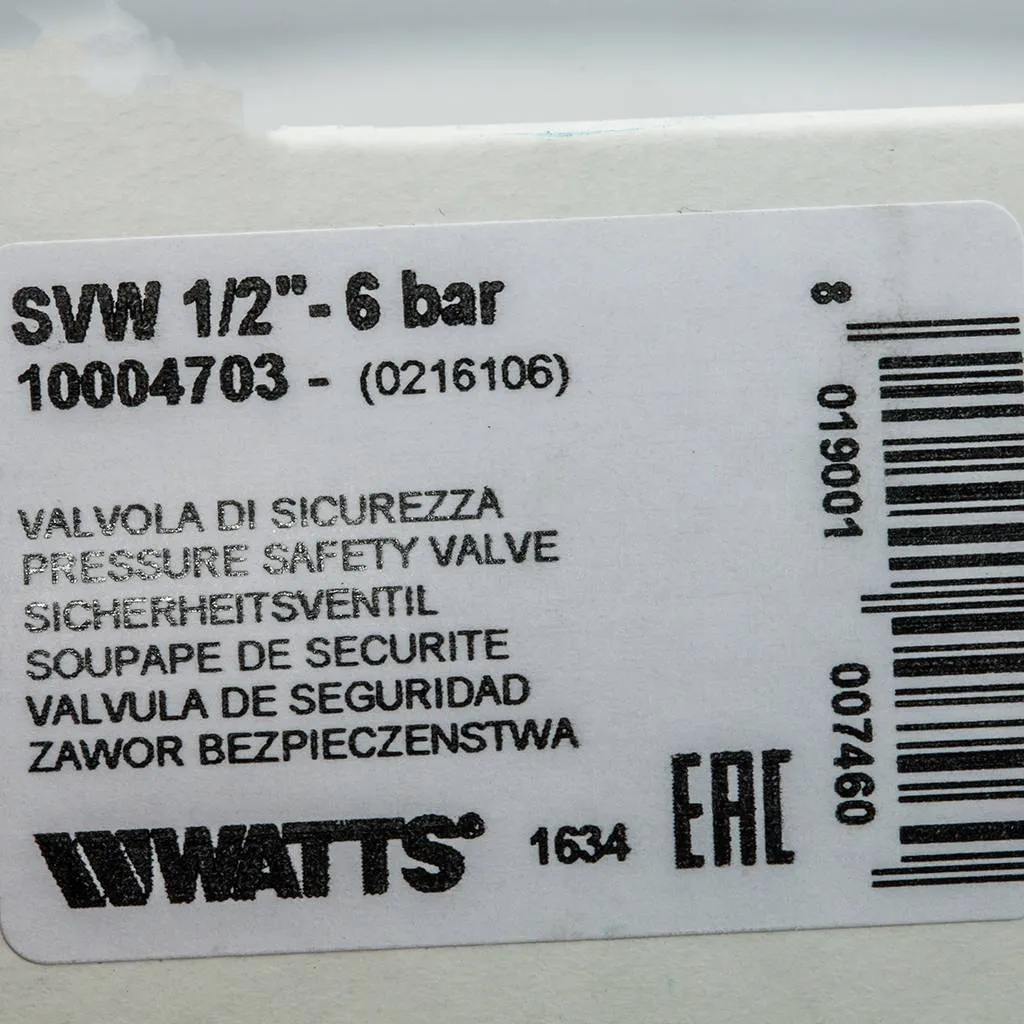 SVW 1/2"- 6 bar
10004703 - (0216106)
VALVOLA DI SICUREZZA
PRESSURE SAFETY VALVE
SICHERHEITSVENTIL
SOUPAPE DE SECURITE
VALVULA DE SEGURIDAD
ZAWOR BEZPIECZENSTWA
WATTS® 1634 EAC
8 019001 007460